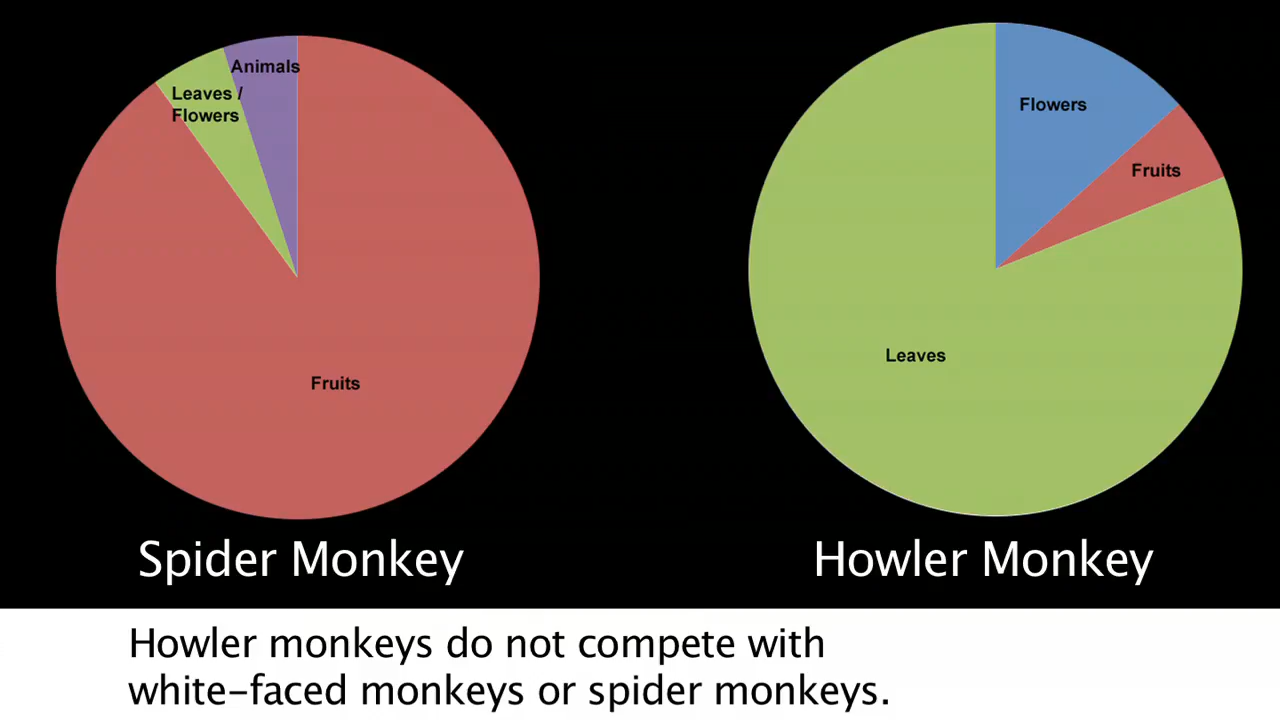 Animals
Leaves /
Flowers
Fruits
Spider Monkey
Flowers
Fruits
Leaves
Howler Monkey
Howler monkeys do not compete with
white-faced monkeys or spider monkeys.